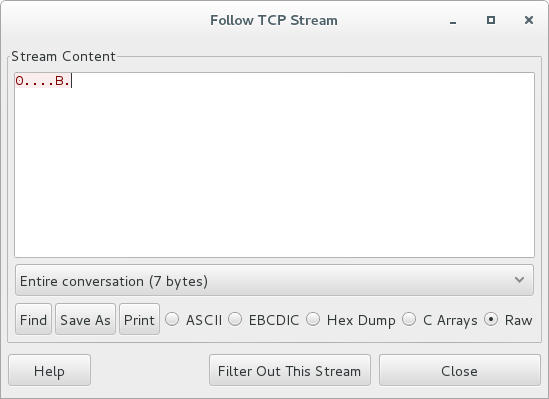 Follow TCP Stream
Stream Content
0....B.
Entire conversation (7 bytes)
Find Save As Print ASCII EBCDIC Hex Dump C Arrays Raw
Help Filter Out This Stream Close